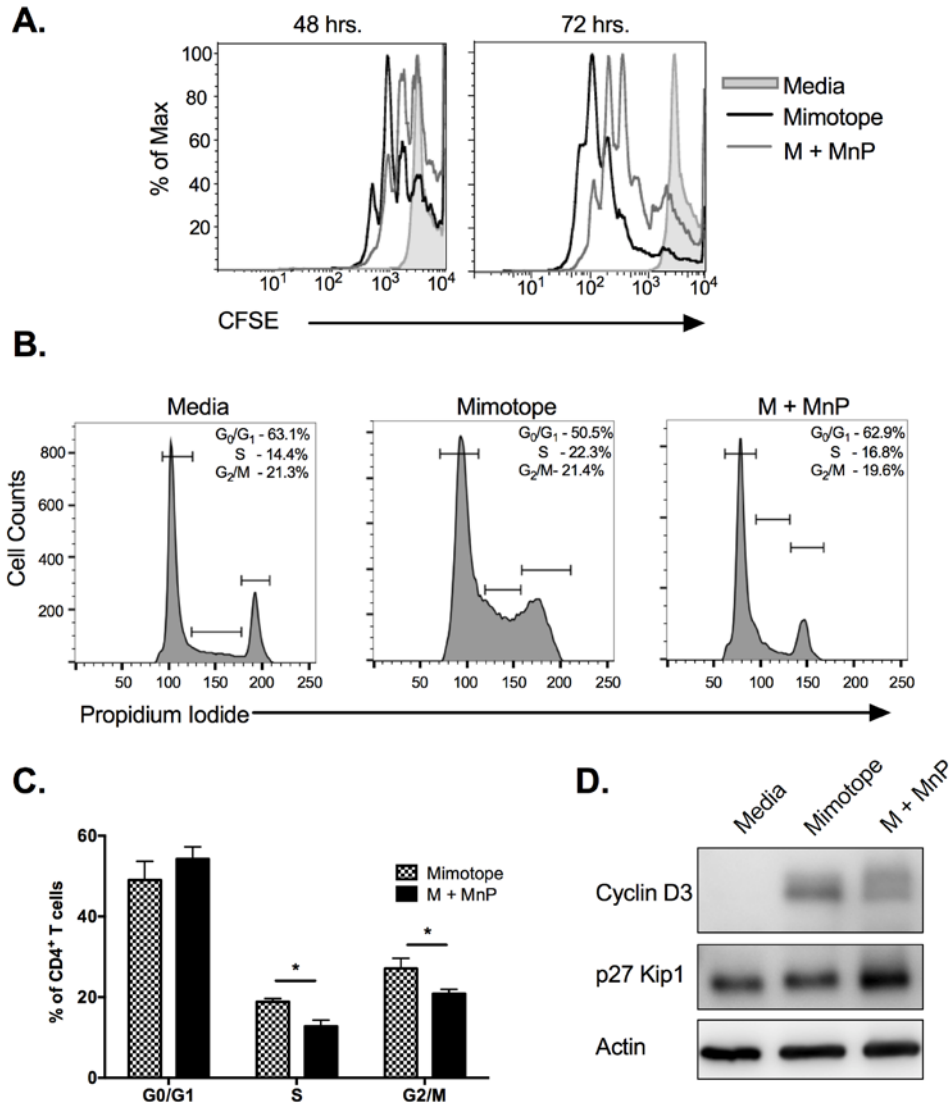 A.
48 hrs.
72 hrs.
% of Max
100
80
60
40
20
10¹ 10² 10³ 10⁴
10¹ 10² 10³ 10⁴
Media
Mimotope
M + MnP
CFSE
B.
Media
Mimotope
M + MnP
Cell Counts
800
600
400
200
G₀/G₁ - 63.1%
S - 14.4%
G₂/M - 21.3%
G₀/G₁ - 50.5%
S - 22.3%
G₂/M- 21.4%
G₀/G₁ - 62.9%
S - 16.8%
G₂/M - 19.6%
50 100 150 200 250
50 100 150 200 250
50 100 150 200 250
Propidium Iodide
C.
% of CD4⁺ T cells
60
40
20
0
Mimotope
M + MnP
*
*
G0/G1 S G2/M
D.
Media
Mimotope
M + MnP
Cyclin D3
p27 Kip1
Actin